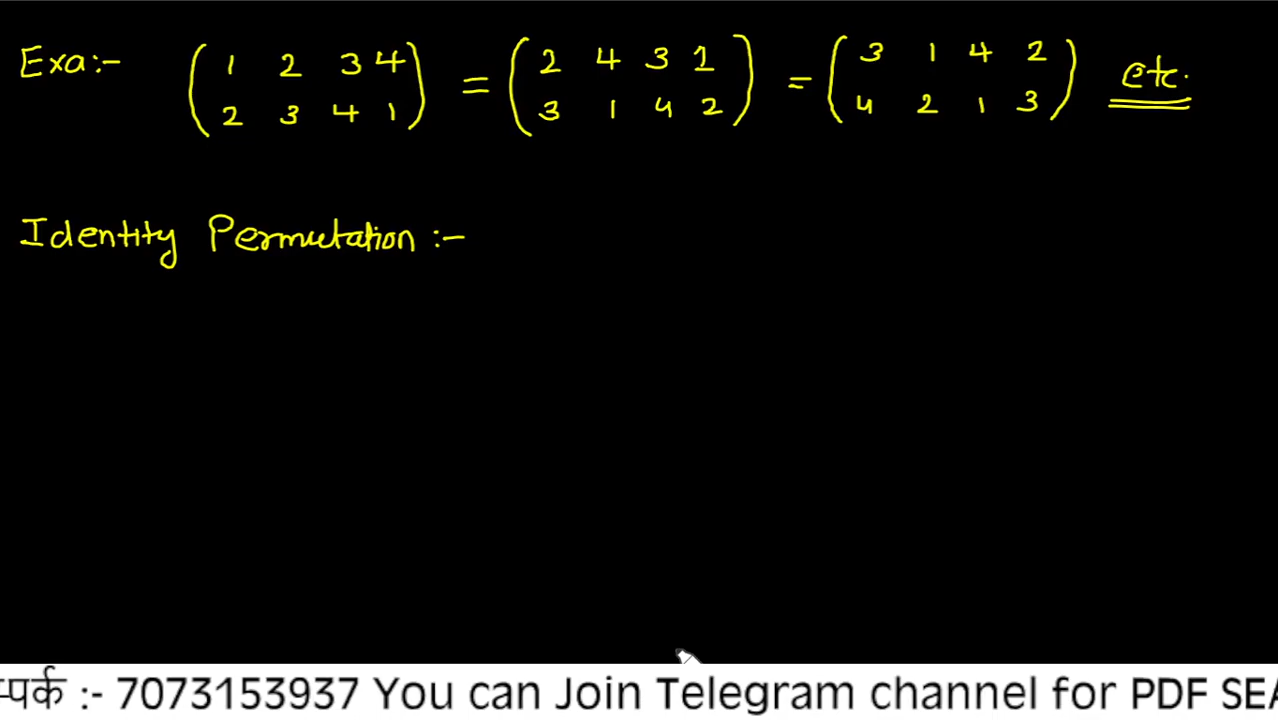 Exa:- ( 1 2 3 4 ) = ( 2 4 3 1 ) = ( 3 1 4 2 ) etc.
( 2 3 4 1 ) ( 3 1 4 2 ) ( 4 2 1 3 )
Identity Permutation :-
म्पर्क :- 7073153937 You can Join Telegram channel for PDF SEA